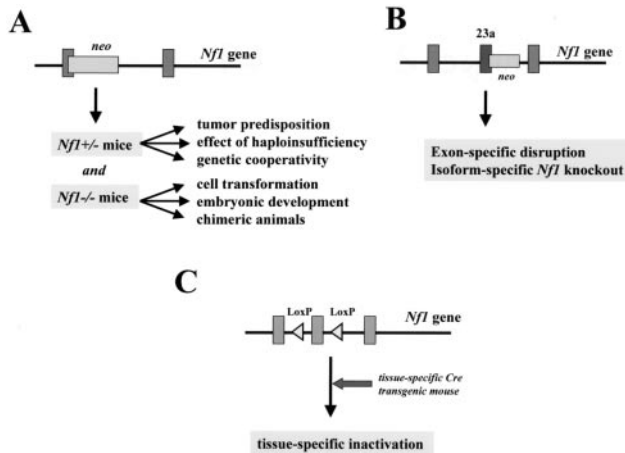 A
neo
Nf1 gene
Nf1+/- mice
tumor predisposition
effect of haploinsufficiency
genetic cooperativity
and
Nf1-/- mice
cell transformation
embryonic development
chimeric animals
B
23a
Nf1 gene
neo
Exon-specific disruption
Isoform-specific Nf1 knockout
C
LoxP LoxP
Nf1 gene
tissue-specific Cre
transgenic mouse
tissue-specific inactivation